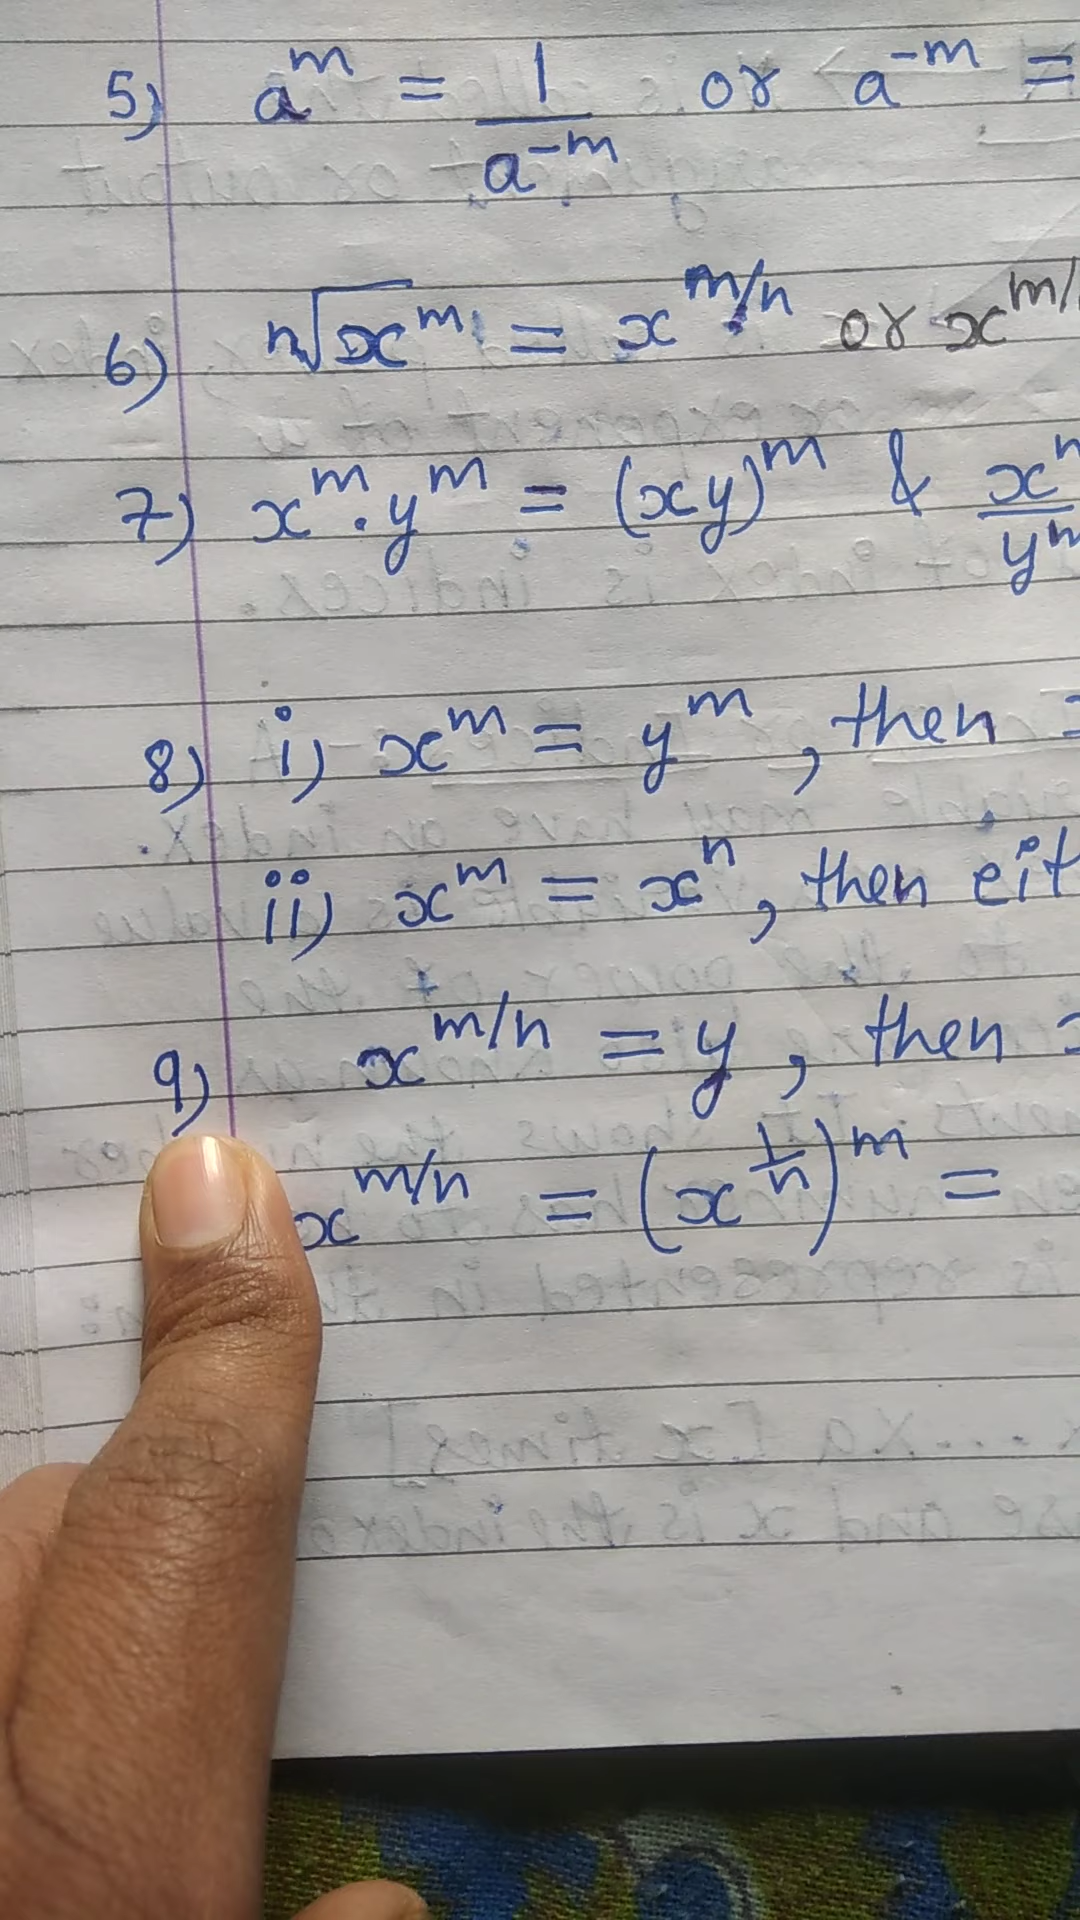 5) a^m = 1/a^-m or a^-m =
6) n√x^m = x^m/n or x^m/
7) x^m . y^m = (xy)^m & x^n/y^m
8) i) x^m = y^m, then
ii) x^m = x^n, then eit
9) x^m/n = y, then
x^m/n = (x^1/n)^m =